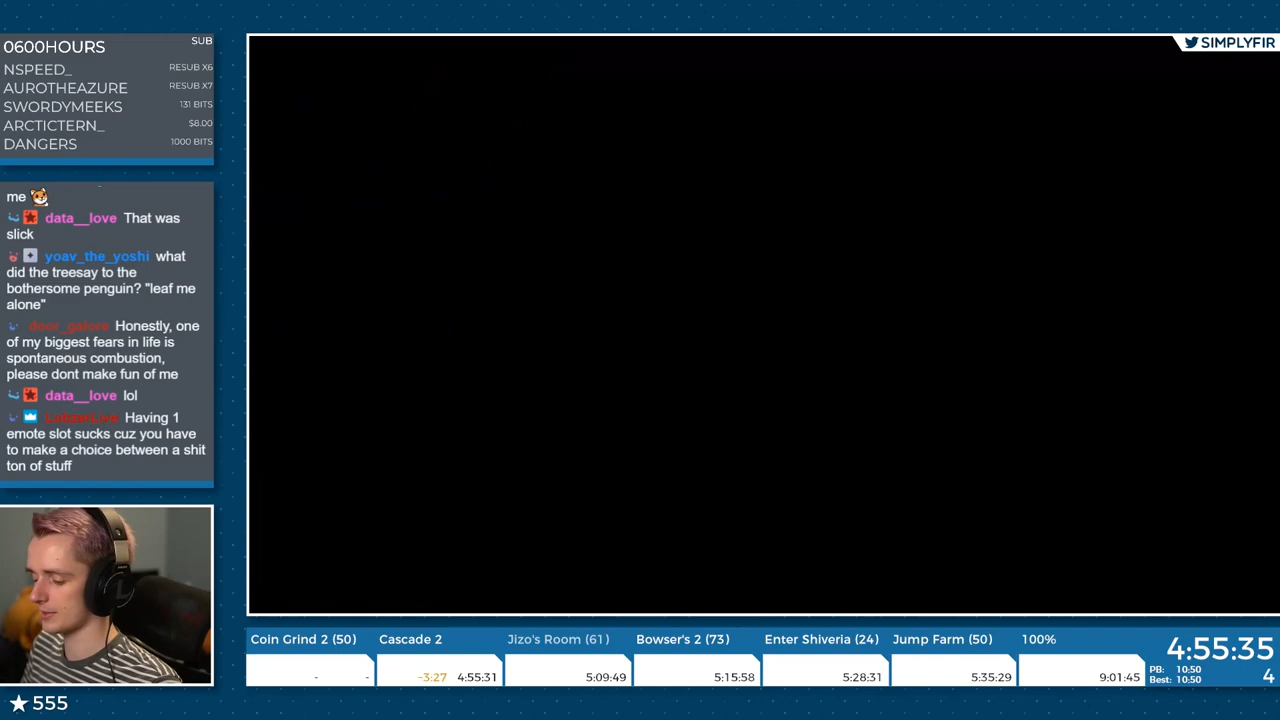 0600HOURS SUB
NSPEED_ RESUB X6
AUROTHEAZURE RESUB X7
SWORDYMEEKS 131 BITS
ARCTICTERN_ $8.00
DANGERS 1000 BITS
me
data__love That was
slick
yoav_the_yoshi what
did the treesay to the
bothersome penguin? "leaf me
alone"
door_galore Honestly, one
of my biggest fears in life is
spontaneous combustion,
please dont make fun of me
data__love lol
Having 1
emote slot sucks cuz you have
to make a choice between a shit
ton of stuff
SIMPLYFIR
Coin Grind 2 (50) Cascade 2 Jizo's Room (61) Bowser's 2 (73) Enter Shiveria (24) Jump Farm (50) 100%
- - −3:27 4:55:31 5:09:49 5:15:58 5:28:31 5:35:29 9:01:45
4:55:35
PB: 10:50
Best: 10:50 4
555